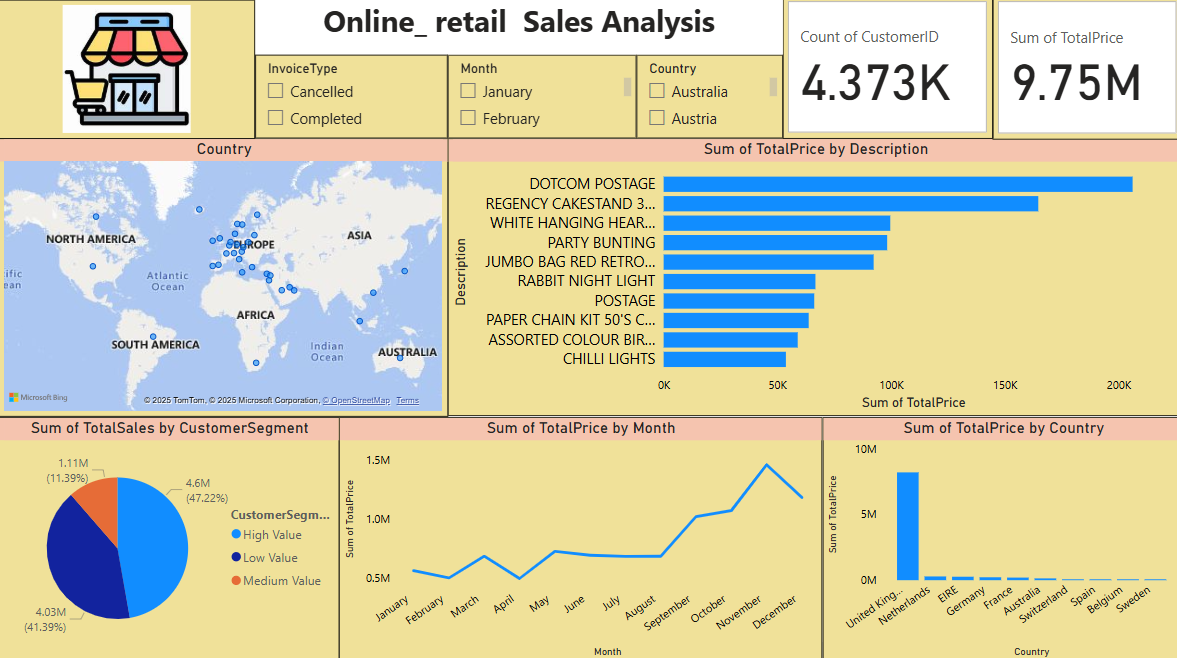 Online_ retail Sales Analysis
InvoiceType
Cancelled
Completed
Month
January
February
Country
Australia
Austria
Count of CustomerID
4.373K
Sum of TotalPrice
9.75M
Country
NORTH AMERICA
EUROPE
ASIA
Atlantic
Ocean
AFRICA
SOUTH AMERICA
Indian
Ocean
AUSTRALIA
Microsoft Bing
© 2025 TomTom, © 2025 Microsoft Corporation, © OpenStreetMap Terms
Sum of TotalPrice by Description
Description
DOTCOM POSTAGE
REGENCY CAKESTAND 3...
WHITE HANGING HEAR...
PARTY BUNTING
JUMBO BAG RED RETRO...
RABBIT NIGHT LIGHT
POSTAGE
PAPER CHAIN KIT 50'S C...
ASSORTED COLOUR BIR...
CHILLI LIGHTS
0K 50K 100K 150K 200K
Sum of TotalPrice
Sum of TotalSales by CustomerSegment
1.11M
(11.39%)
4.6M
(47.22%)
4.03M
(41.39%)
CustomerSegm...
High Value
Low Value
Medium Value
Sum of TotalPrice by Month
Sum of TotalPrice
1.5M
1.0M
0.5M
January February March April May June July August September October November December
Month
Sum of TotalPrice by Country
Sum of TotalPrice
10M
5M
0M
United King... Netherlands EIRE Germany France Australia Switzerland Spain Belgium Sweden
Country